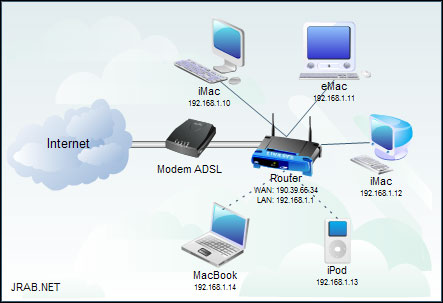 iMac
192.168.1.10
eMac
192.168.1.11
Internet
Modem ADSL
LINKSYS
Router
WAN: 190.39.66.34
LAN: 192.168.1.1
iMac
192.168.1.12
MacBook
192.168.1.14
iPod
192.168.1.13
JRAB.NET